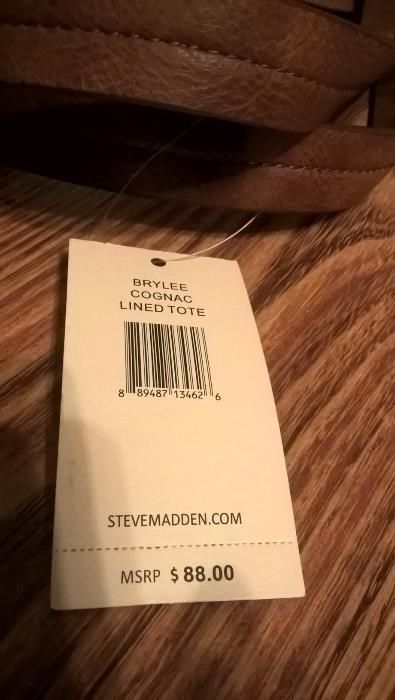 BRYLEE
COGNAC
LINED TOTE
8 89487 13462 6
STEVEMADDEN.COM
MSRP $88.00